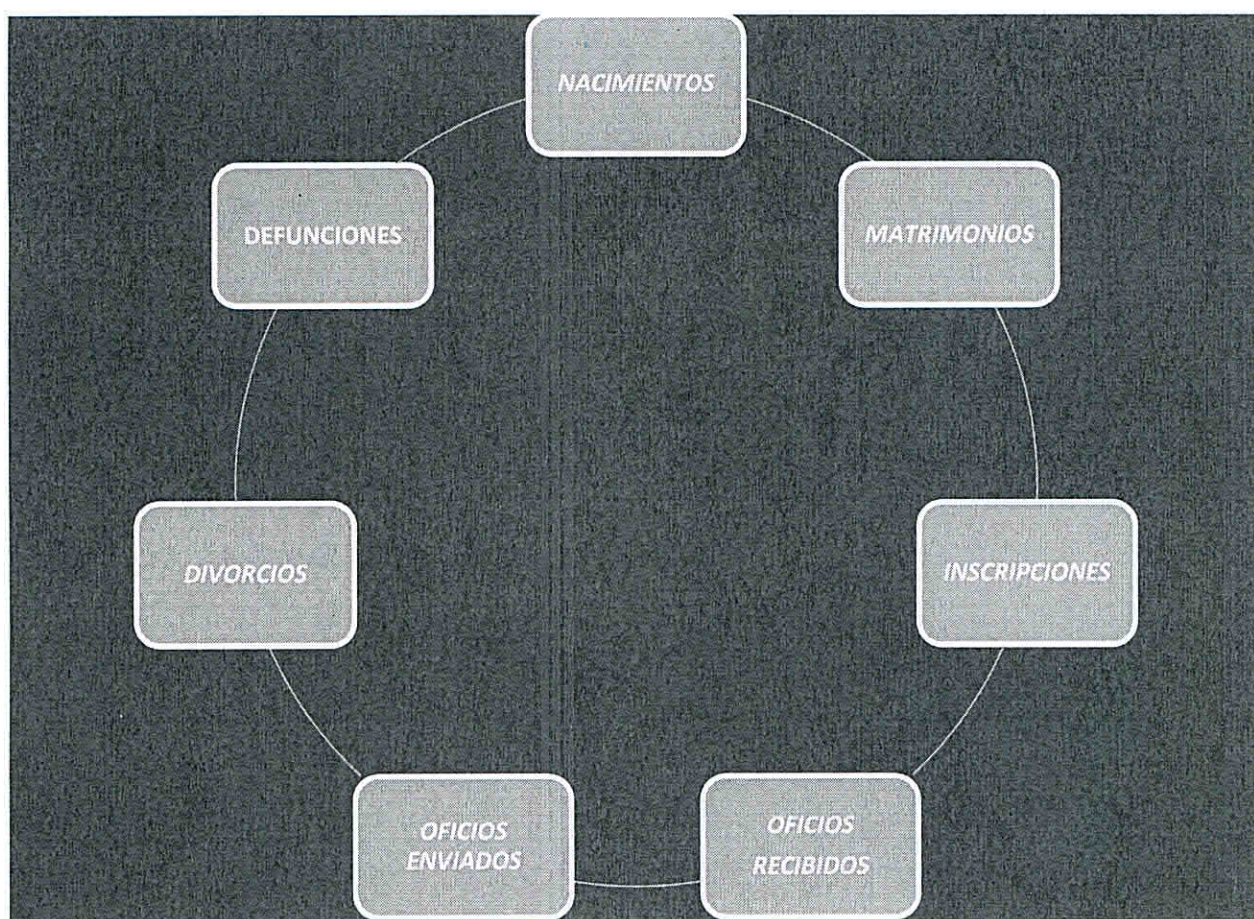 NACIMIENTOS
DEFUNCIONES
MATRIMONIOS
DIVORCIOS
INSCRIPCIONES
OFICIOS
ENVIADOS
OFICIOS
RECIBIDOS